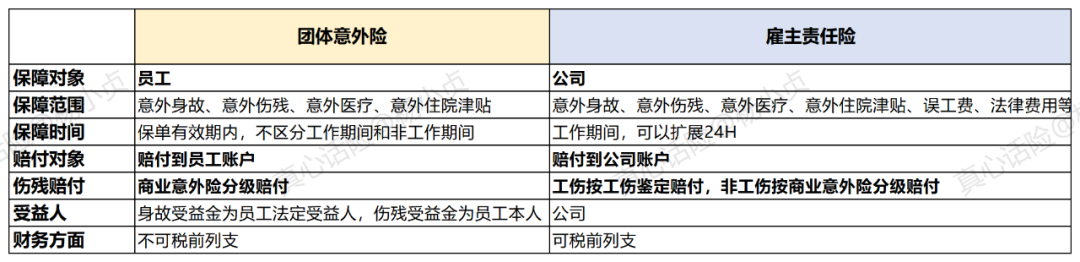 团体意外险 雇主责任险
保障对象 员工 公司
保障范围 意外身故、意外伤残、意外医疗、意外住院津贴 意外身故、意外伤残、意外医疗、意外住院津贴、误工费、法律费用等
保障时间 保单有效期内，不区分工作期间和非工作期间 工作期间，可以扩展24H
赔付对象 赔付到员工账户 赔付到公司账户
伤残赔付 商业意外险分级赔付 工伤按工伤鉴定赔付，非工伤按商业意外险分级赔付
受益人 身故受益金为员工法定受益人，伤残受益金为员工本人 公司
财务方面 不可税前列支 可税前列支
真心话险@杨小贞